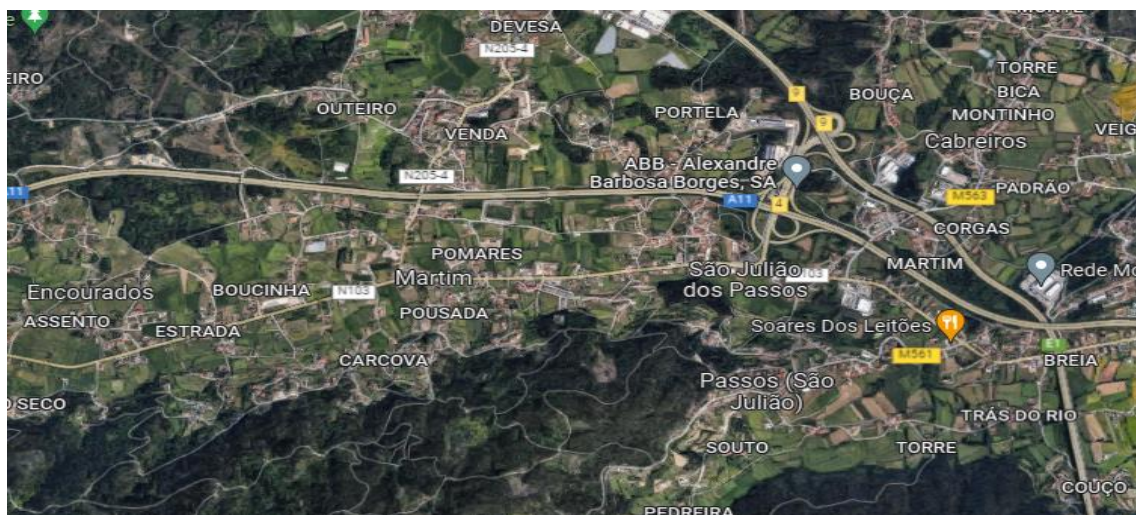 DEVESA
MONTE
N205-4
EIRO
TORRE
BICA
OUTEIRO
9
BOUÇA
PORTELA
MONTINHO
9
VENDA
VEIG
Cabreiros
ABB - Alexandre
Barbosa Borges, SA
N205-4
A11
A11
4
M563
PADRÃO
CORGAS
POMARES
MARTIM
São Julião
dos Passos
103
Rede Mo
Martim
BOUCINHA
N103
Encourados
ASSENTO
ESTRADA
POUSADA
Soares Dos Leitões
M561
E1
BREIA
CARCOVA
Passos (São
Julião)
O SECO
TRÁS DO RIO
SOUTO
TORRE
COUÇO
PEDREIRA